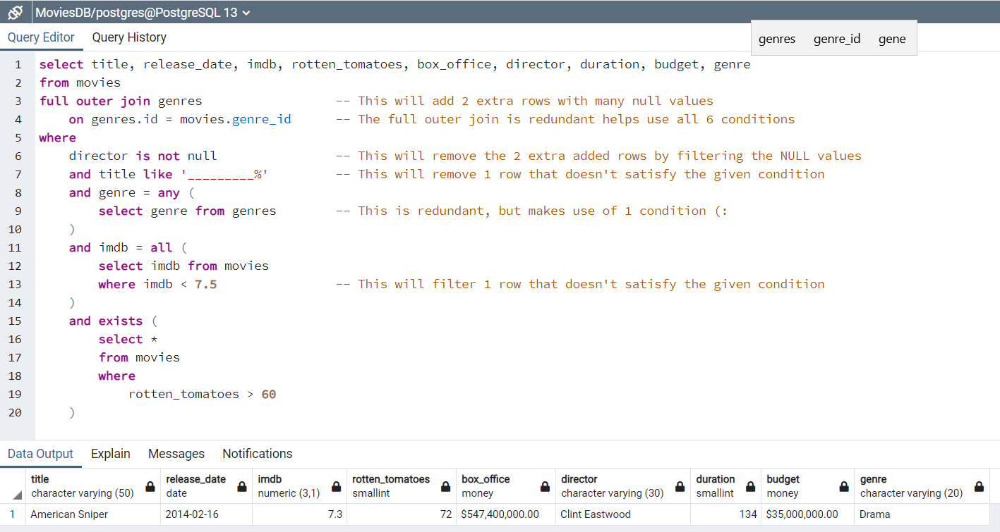 MoviesDB/postgres@PostgreSQL 13
Query Editor Query History
genres genre_id gene
1 select title, release_date, imdb, rotten_tomatoes, box_office, director, duration, budget, genre
2 from movies
3 full outer join genres -- This will add 2 extra rows with many null values
4 on genres.id = movies.genre_id -- The full outer join is redundant helps use all 6 conditions
5 where
6 director is not null -- This will remove the 2 extra added rows by filtering the NULL values
7 and title like '_________%' -- This will remove 1 row that doesn't satisfy the given condition
8 and genre = any (
9 select genre from genres -- This is redundant, but makes use of 1 condition (:
10 )
11 and imdb = all (
12 select imdb from movies
13 where imdb < 7.5 -- This will filter 1 row that doesn't satisfy the given condition
14 )
15 and exists (
16 select *
17 from movies
18 where
19 rotten_tomatoes > 60
20 )
Data Output Explain Messages Notifications
title release_date imdb rotten_tomatoes box_office director duration budget genre
character varying (50) date numeric (3,1) smallint money character varying (30) smallint money character varying (20)
1 American Sniper 2014-02-16 7.3 72 $547,400,000.00 Clint Eastwood 134 $35,000,000.00 Drama